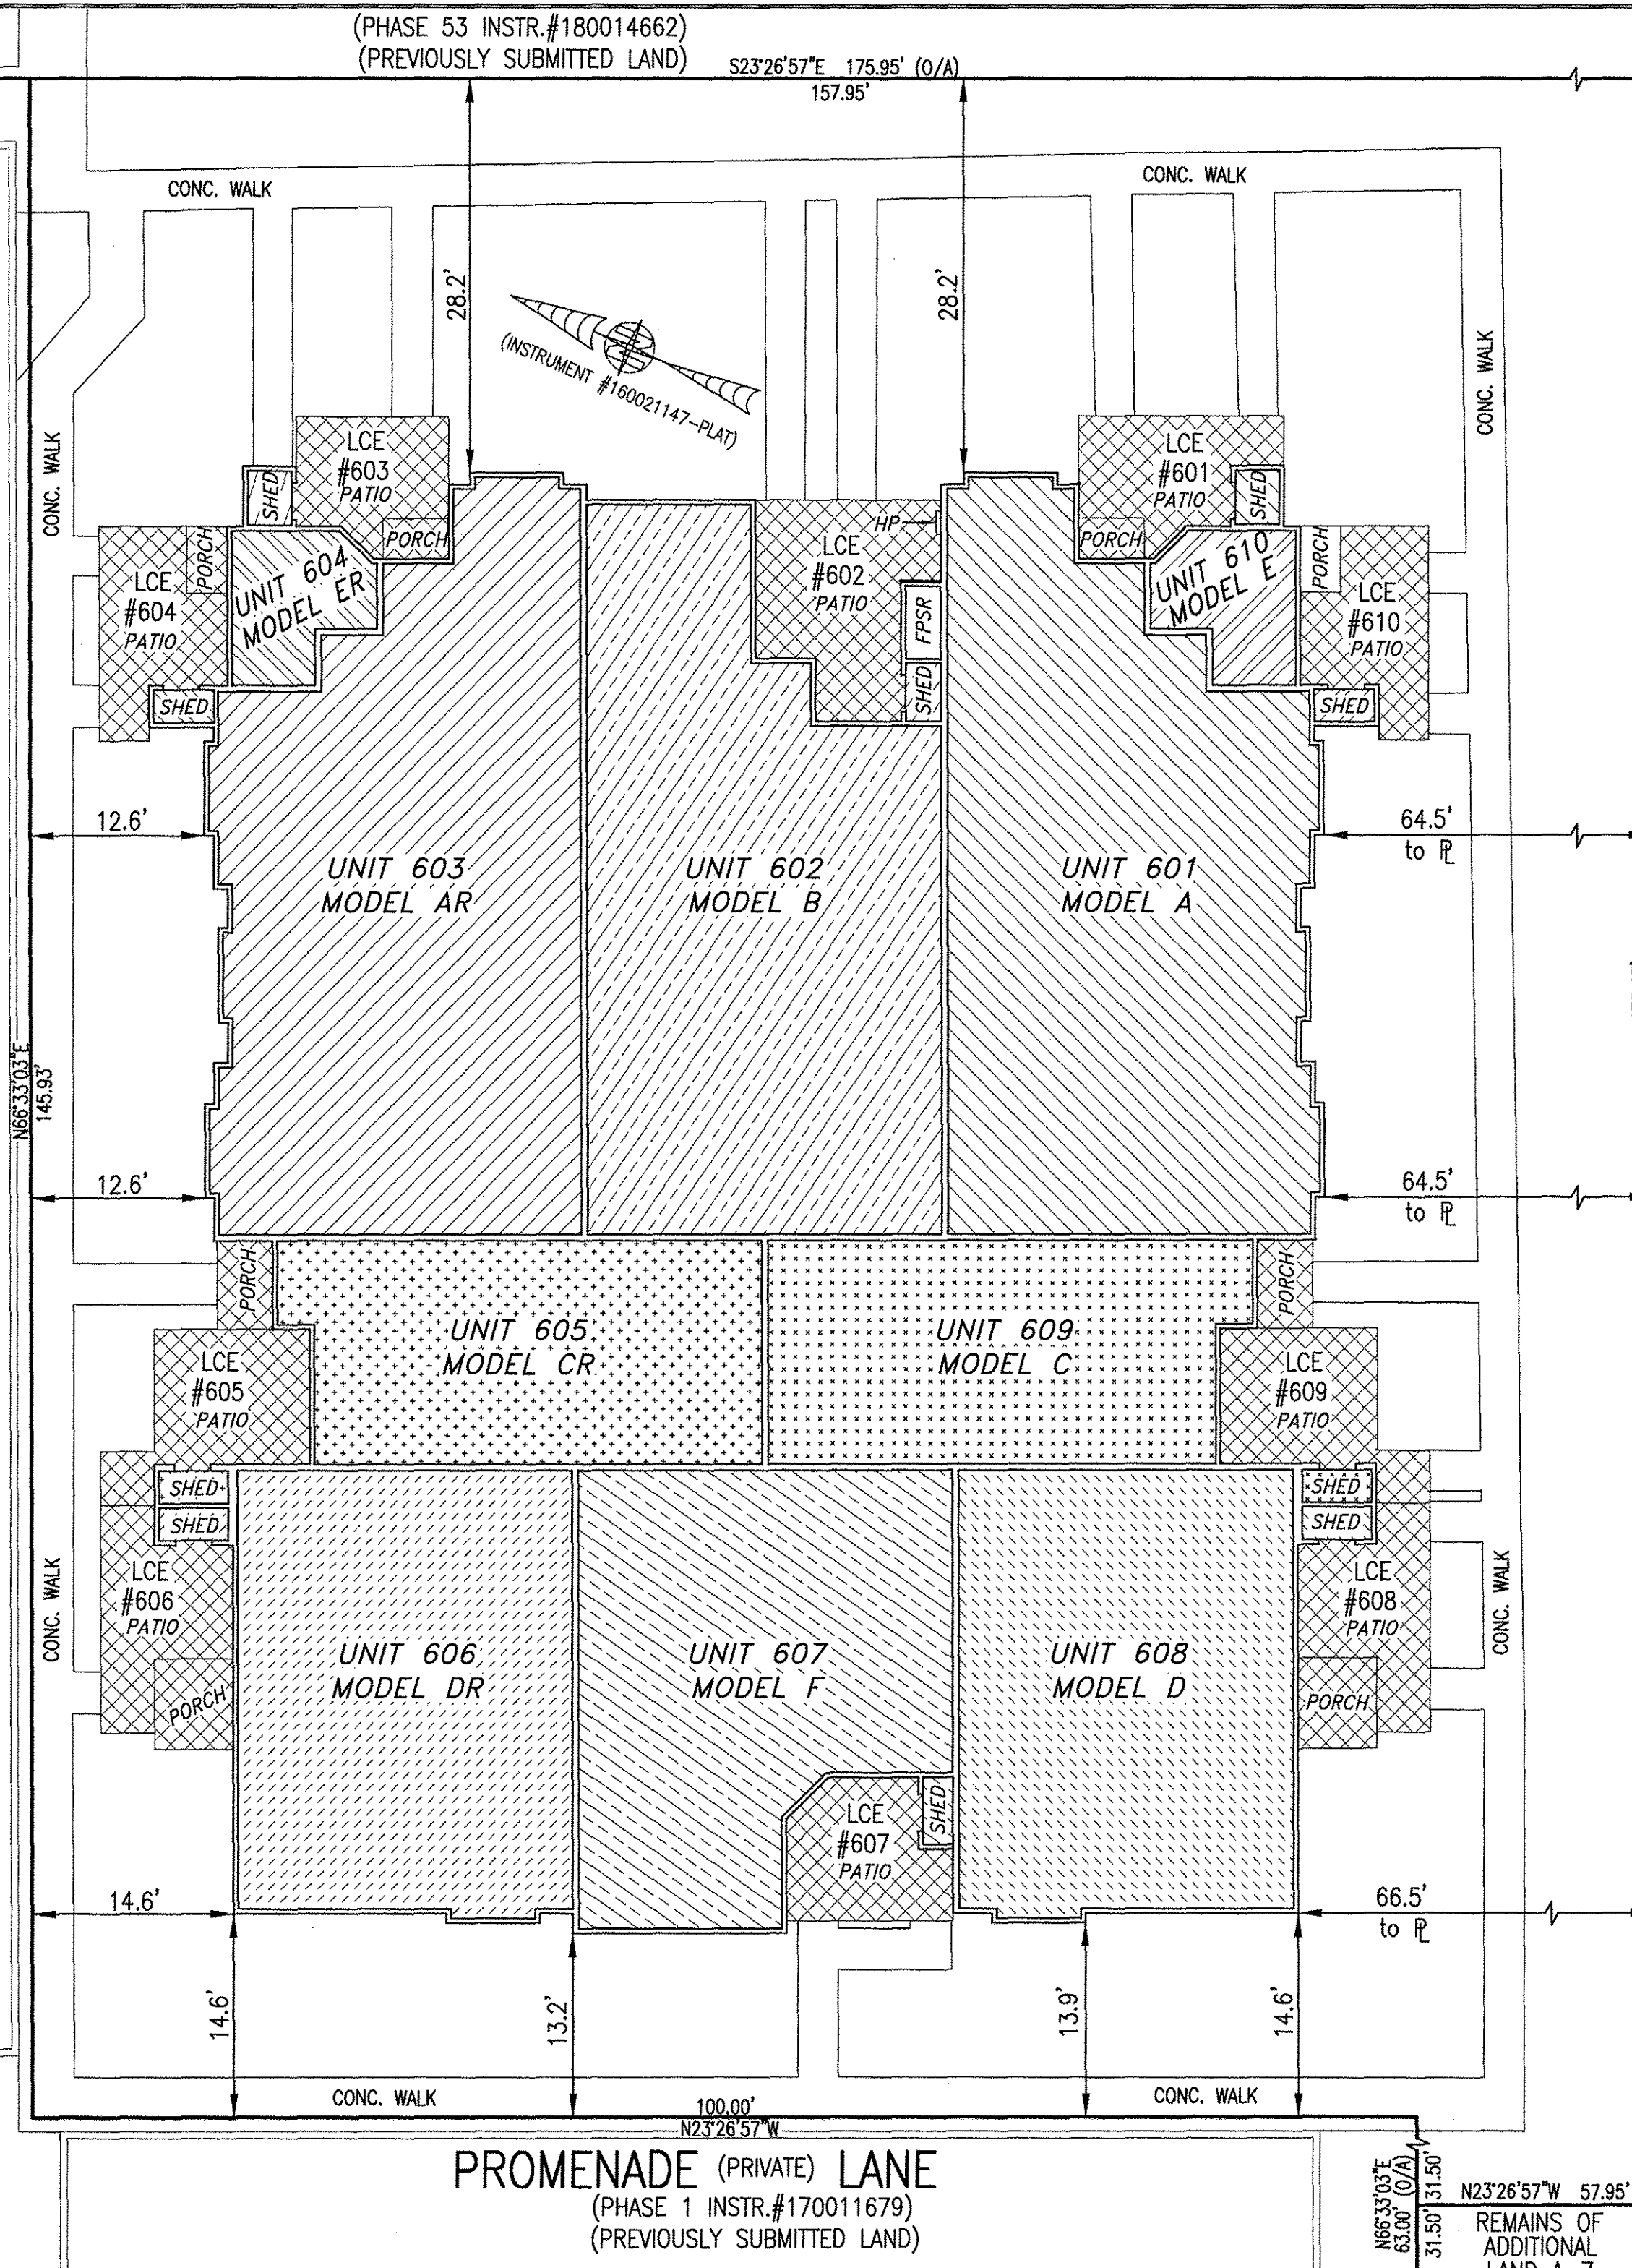 (PHASE 53 INSTR.#180014662)
(PREVIOUSLY SUBMITTED LAND)
S23°26'57"E 175.95' (O/A)
157.95'
CONC. WALK
CONC. WALK
28.2'
28.2'
(INSTRUMENT #160021147-PLAT)
CONC. WALK
CONC. WALK
LCE
#603
PATIO
SHED
PORCH
LCE
#601
PATIO
SHED
PORCH
HP
LCE
#602
PATIO
FPSR
SHED
PORCH
LCE
#604
PATIO
SHED
UNIT 604
MODEL ER
UNIT 610
MODEL E
PORCH
LCE
#610
PATIO
SHED
12.6'
64.5'
to PL
UNIT 603
MODEL AR
UNIT 602
MODEL B
UNIT 601
MODEL A
N66°33'03"E
145.93'
12.6'
64.5'
to PL
PORCH
PORCH
UNIT 605
MODEL CR
UNIT 609
MODEL C
LCE
#605
PATIO
LCE
#609
PATIO
SHED
SHED
SHED
SHED
LCE
#606
PATIO
LCE
#608
PATIO
CONC. WALK
CONC. WALK
UNIT 606
MODEL DR
UNIT 607
MODEL F
UNIT 608
MODEL D
PORCH
PORCH
LCE
#607
PATIO
SHED
14.6'
66.5'
to PL
14.6'
13.2'
13.9'
14.6'
CONC. WALK
CONC. WALK
100.00'
N23°26'57"W
PROMENADE (PRIVATE) LANE
(PHASE 1 INSTR.#170011679)
(PREVIOUSLY SUBMITTED LAND)
N66°33'03"E
63.00' (O/A)
31.50'
31.50'
N23°26'57"W 57.95'
REMAINS OF
ADDITIONAL